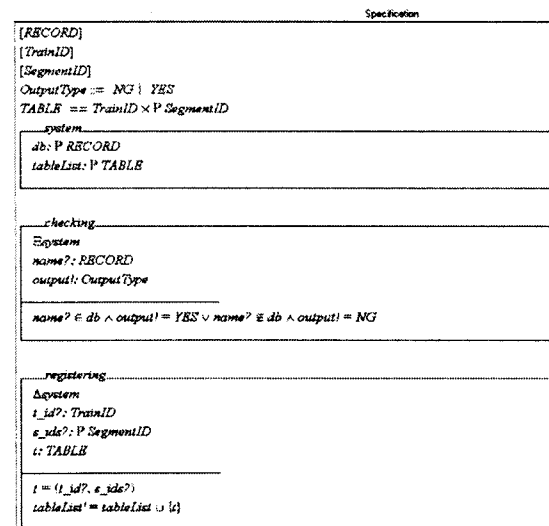 Specification
[RECORD]
[TrainID]
[SegmentID]
OutputType ::= NG | YES
TABLE == TrainID × ℙ SegmentID
system
db: ℙ RECORD
tableList: ℙ TABLE
checking
Ξsystem
name?: RECORD
output!: OutputType
name? ∈ db ∧ output! = YES ∨ name? ∉ db ∧ output! = NG
registering
Δsystem
t_id?: TrainID
s_ids?: ℙ SegmentID
t: TABLE
t = (t_id?, s_ids?)
tableList' = tableList ∪ {t}